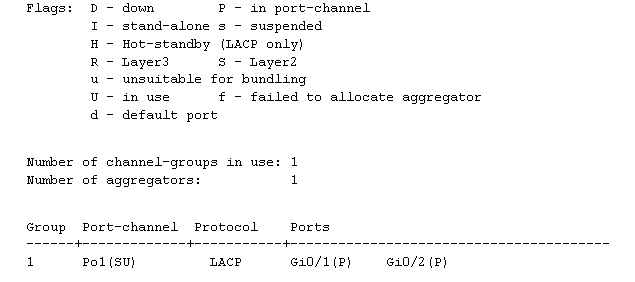 Flags:  D - down        P - in port-channel
        I - stand-alone s - suspended
        H - Hot-standby (LACP only)
        R - Layer3      S - Layer2
        u - unsuitable for bundling
        U - in use      f - failed to allocate aggregator
        d - default port
Number of channel-groups in use: 1
Number of aggregators:           1
Group  Port-channel  Protocol    Ports
------+-------------+-----------+----------------------------------------------
1      Po1(SU)         LACP      Gi0/1(P)    Gi0/2(P)